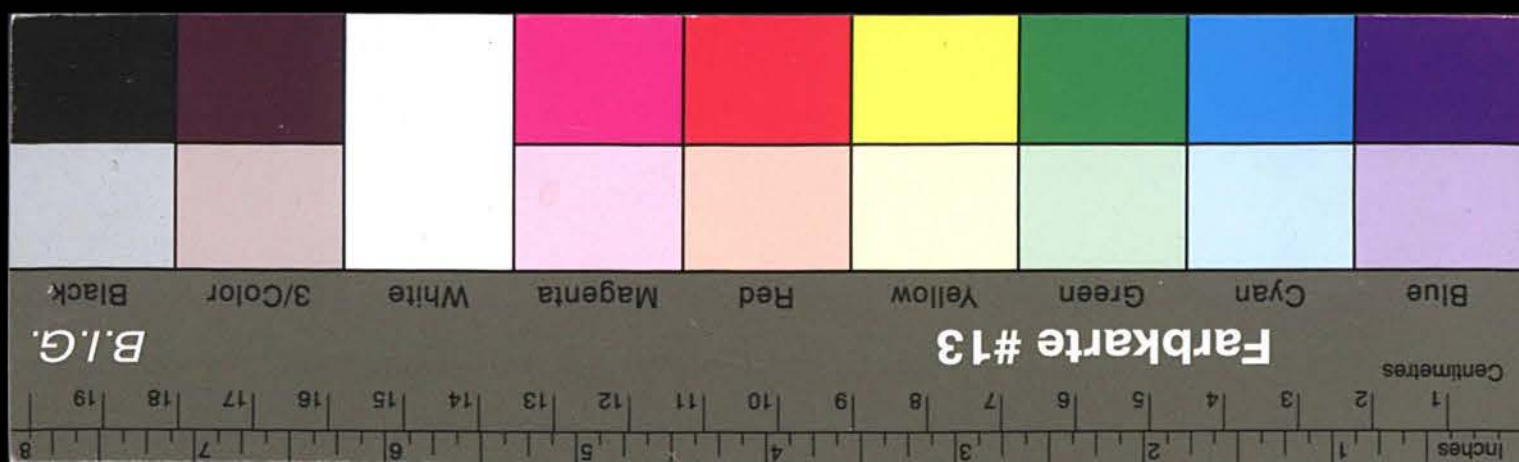 Inches 1 2 3 4 5 6 7 8
Centimetres
1 2 3 4 5 6 7 8 9 10 11 12 13 14 15 16 17 18 19
Farbkarte #13 B.I.G.
Blue Cyan Green Yellow Red Magenta White 3/Color Black